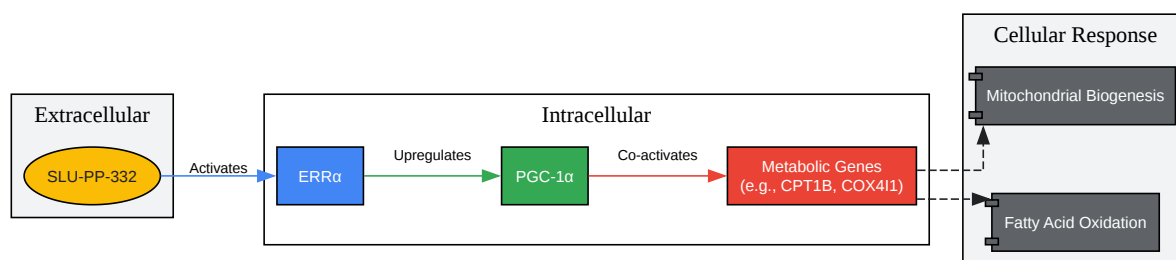 Extracellular
SLU-PP-332
Activates
Intracellular
ERRα
Upregulates
PGC-1α
Co-activates
Metabolic Genes
(e.g., CPT1B, COX4I1)
Cellular Response
Mitochondrial Biogenesis
Fatty Acid Oxidation